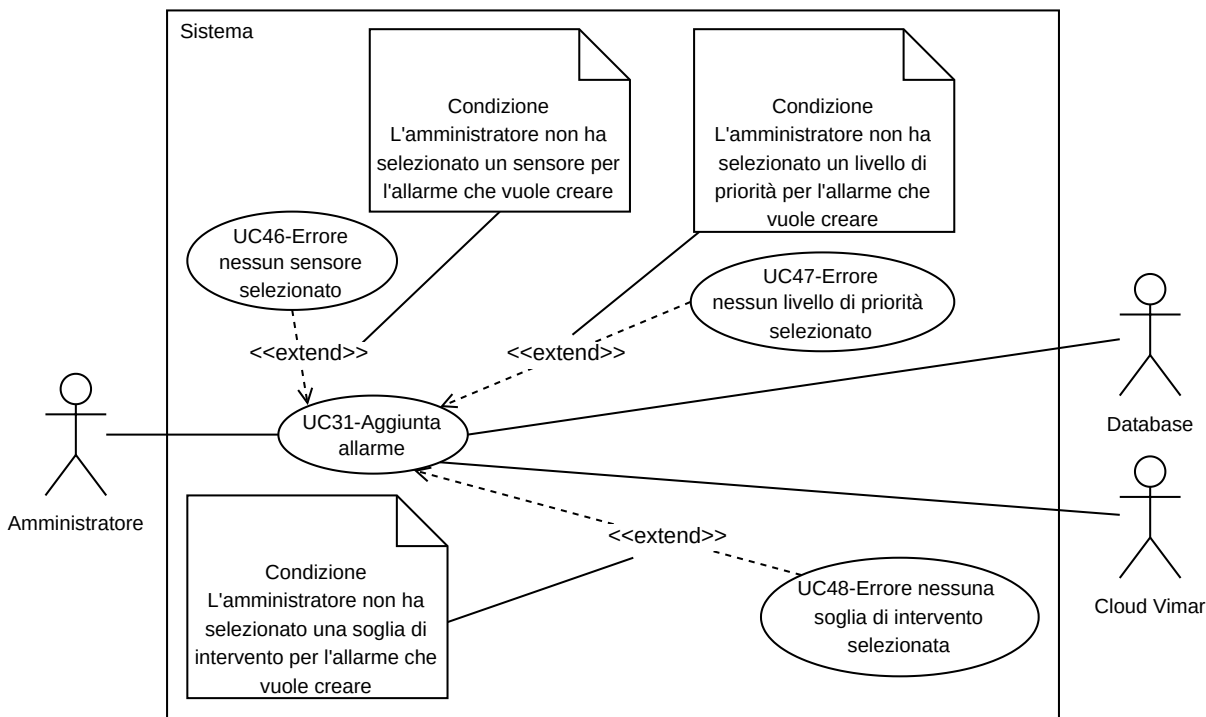 Sistema
Condizione
L'amministratore non ha
selezionato un sensore per
l'allarme che vuole creare
Condizione
L'amministratore non ha
selezionato un livello di
priorità per l'allarme che
vuole creare
UC46-Errore
nessun sensore
selezionato
UC47-Errore
nessun livello di priorità
selezionato
<<extend>>
<<extend>>
UC31-Aggiunta
allarme
Database
Amministratore
<<extend>>
Condizione
L'amministratore non ha
selezionato una soglia di
intervento per l'allarme che
vuole creare
UC48-Errore nessuna
soglia di intervento
selezionata
Cloud Vimar